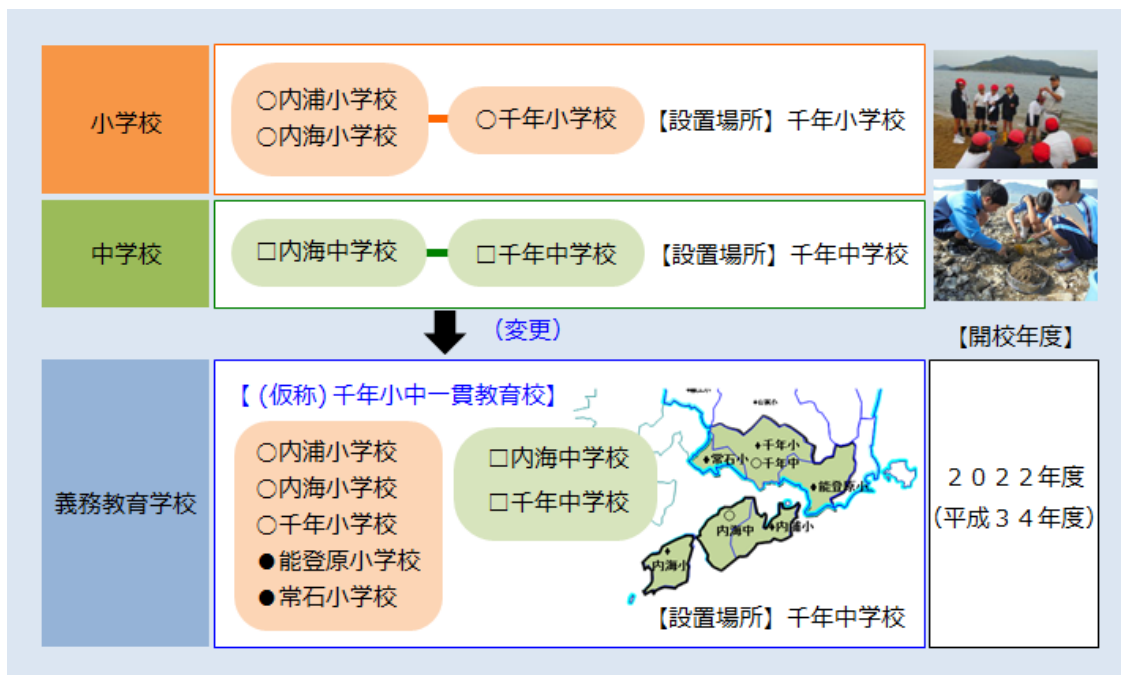 小学校
○内浦小学校
○内海小学校
○千年小学校
【設置場所】千年小学校
中学校
□内海中学校
□千年中学校
【設置場所】千年中学校
(変更)
【開校年度】
義務教育学校
【 (仮称) 千年小中一貫教育校】
○内浦小学校
○内海小学校
○千年小学校
●能登原小学校
●常石小学校
□内海中学校
□千年中学校
♦千年小
♦常石小
○千年中
♦能登原小
○
内海中
♦内浦小
♦
内海小
【設置場所】千年中学校
２０２２年度
(平成３４年度)